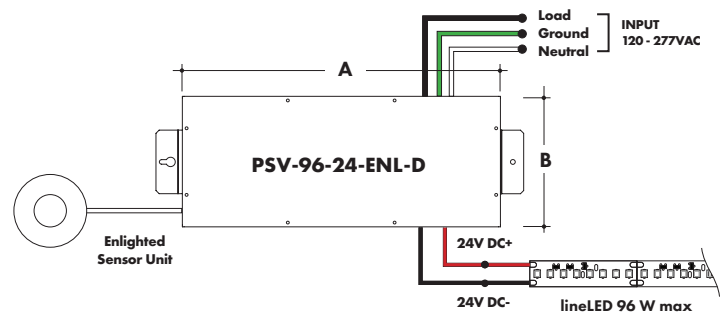 Load
Ground
Neutral
INPUT
120 - 277VAC
A
PSV-96-24-ENL-D
B
Enlighted
Sensor Unit
24V DC+
24V DC-
lineLED 96 W max